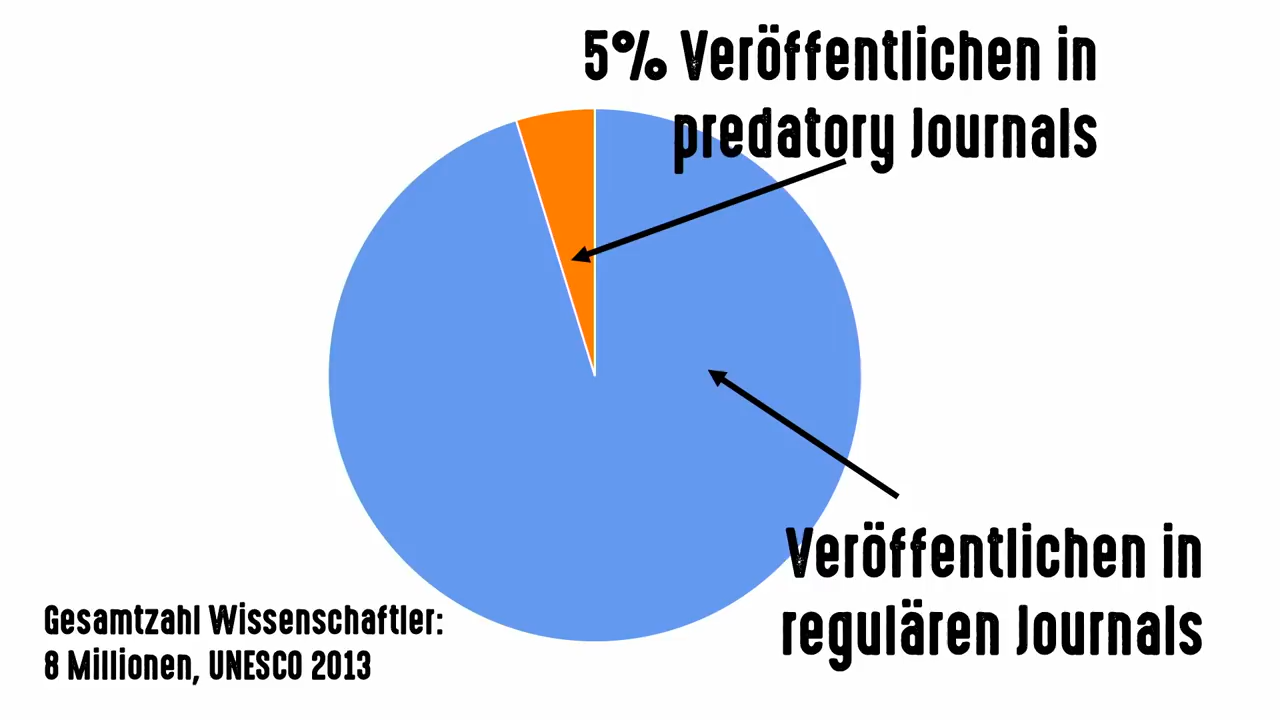 5% Veröffentlichen in
predatory Journals
Veröffentlichen in
regulären Journals
Gesamtzahl Wissenschaftler:
8 Millionen, UNESCO 2013